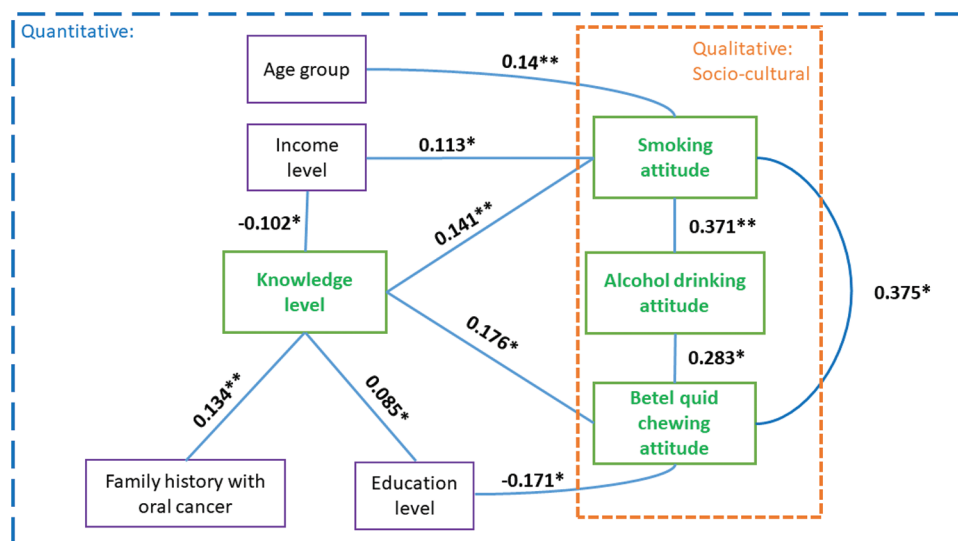 Quantitative:
Qualitative:
Socio-cultural
Age group
0.14**
Income
level
0.113*
Smoking
attitude
-0.102*
0.141**
0.371**
Knowledge
level
Alcohol drinking
attitude
0.375*
0.176*
0.283*
0.134**
0.085*
Betel quid
chewing
attitude
Family history with
oral cancer
Education
level
-0.171*